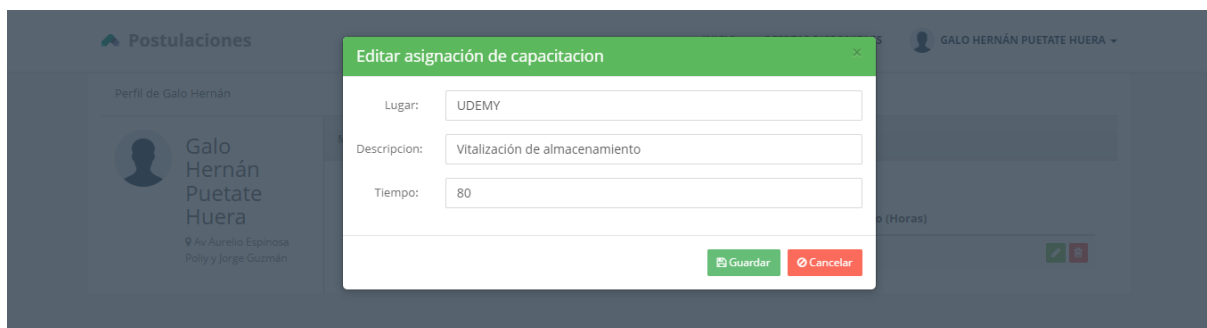 Postulaciones
GALO HERNÁN PUETATE HUERA
Editar asignación de capacitacion
×
Perfil de Galo Hernán
Lugar: UDEMY
Galo
Hernán
Puetate
Huera
Descripcion: Vitalización de almacenamiento
Tiempo: 80
(Horas)
Av Aurelio Espinosa
Poliy y Jorge Guzmán
Guardar Cancelar